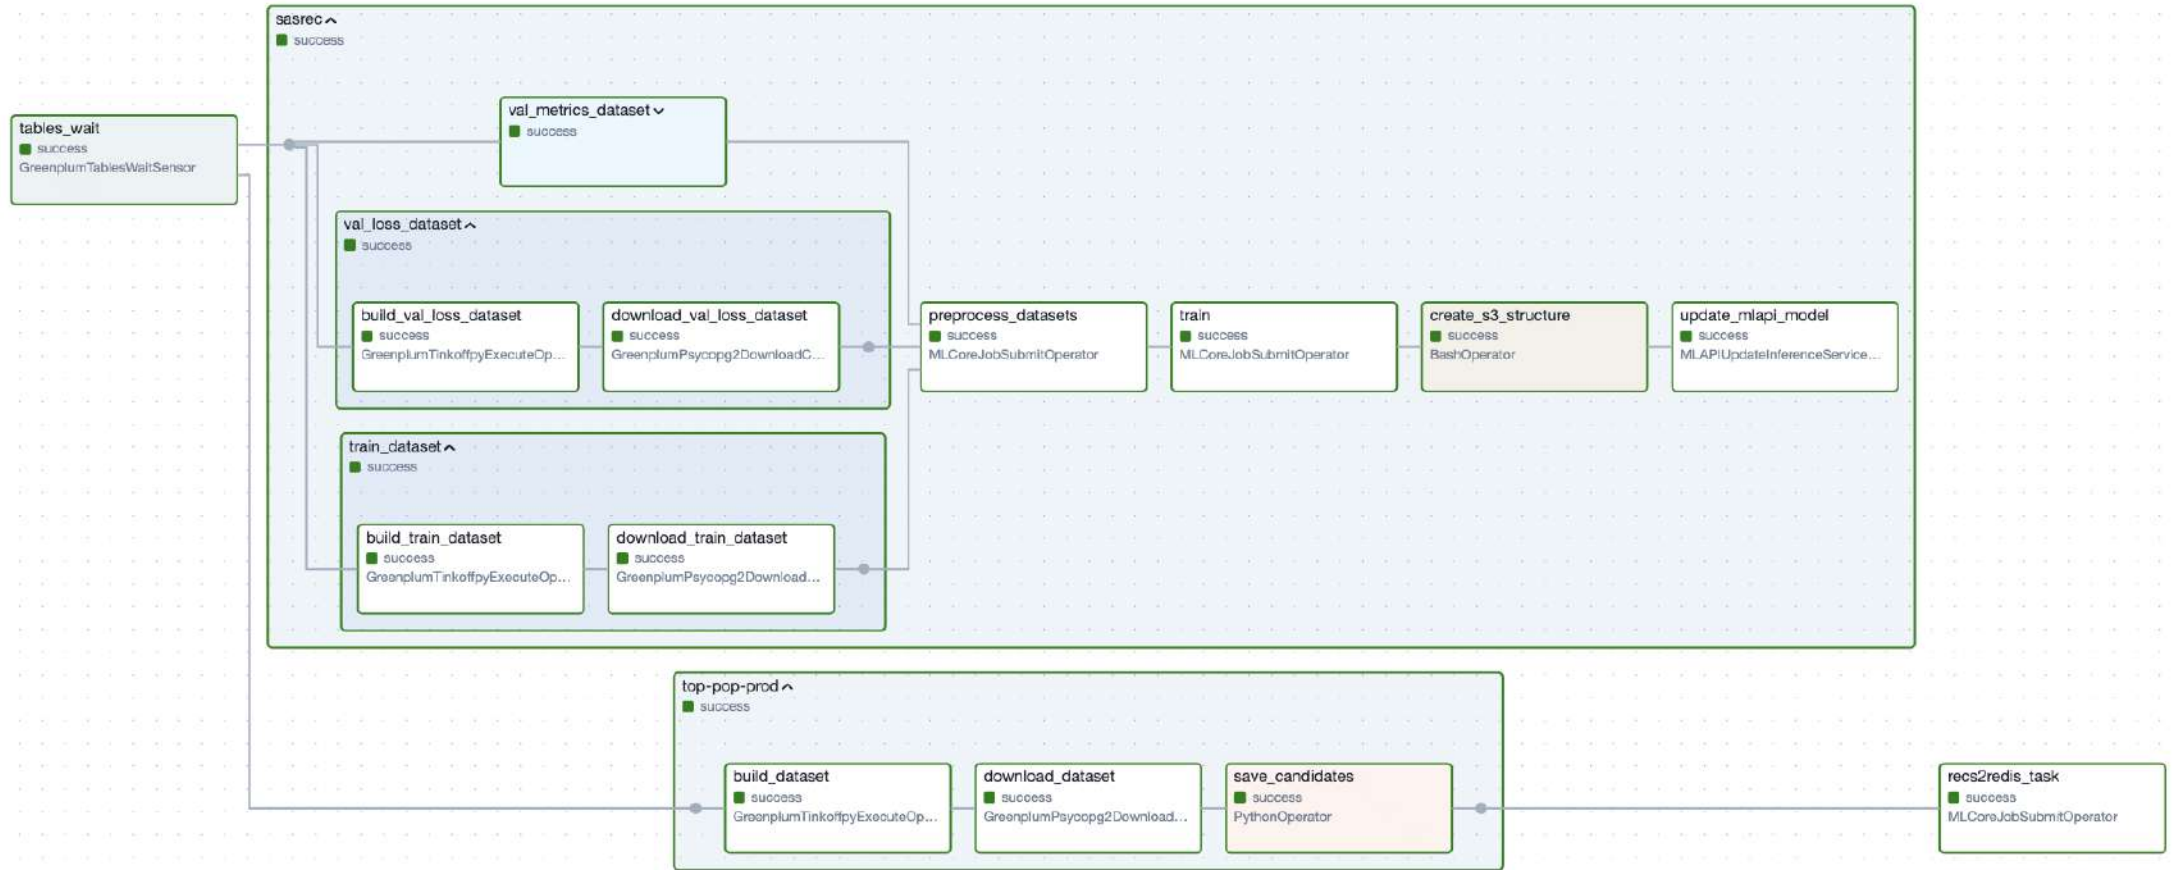 sasrec
success
val_metrics_dataset
success
tables_wait
success
GreenplumTablesWaitSensor
val_loss_dataset
success
build_val_loss_dataset
success
GreenplumTinkoffpyExecuteOp...
download_val_loss_dataset
success
GreenplumPsycopg2DownloadC...
preprocess_datasets
success
MLCoreJobSubmitOperator
train
success
MLCoreJobSubmitOperator
create_s3_structure
success
BashOperator
update_mlapi_model
success
MLAPIUpdateInferenceService...
train_dataset
success
build_train_dataset
success
GreenplumTinkoffpyExecuteOp...
download_train_dataset
success
GreenplumPsycopg2Download...
top-pop-prod
success
build_dataset
success
GreenplumTinkoffpyExecuteOp...
download_dataset
success
GreenplumPsycopg2Download...
save_candidates
success
PythonOperator
recs2redis_task
success
MLCoreJobSubmitOperator